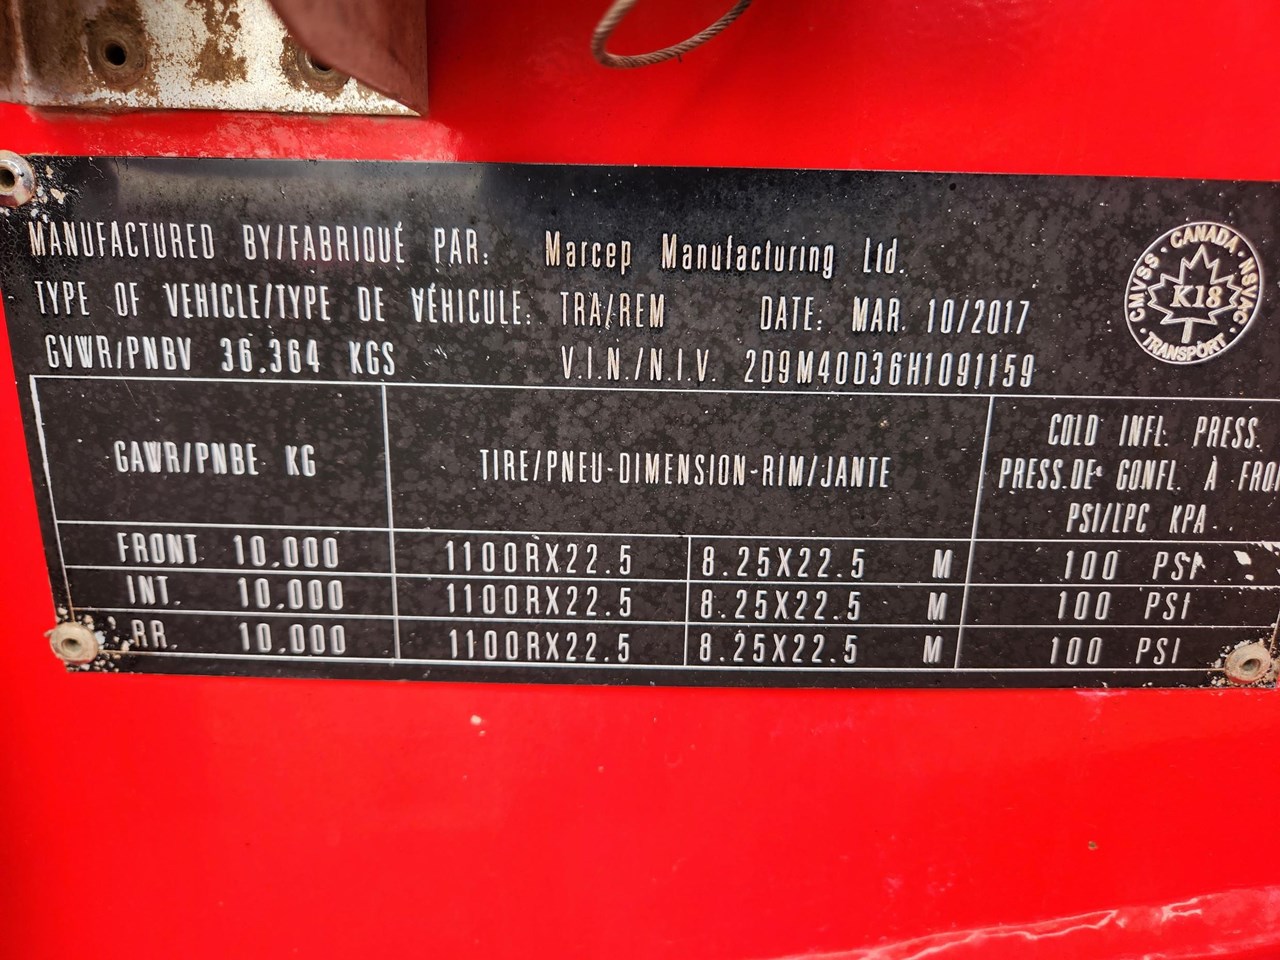 MANUFACTURED BY/FABRIQUÉ PAR: Marcep Manufacturing Ltd.
TYPE OF VEHICLE/TYPE DE VÉHICULE: TRA/REM DATE: MAR. 10/2017
GVWR/PNBV 36.364 KGS V.I.N./N.I.V. 2D9M40D36H1091159
CMVSS · CANADA · NSVAC
K18
· TRANSPORT ·
GAWR/PNBE KG TIRE/PNEU-DIMENSION-RIM/JANTE COLD INFL. PRESS.
PRESS.DE GONFL. À FROI
PSI/LPC KPA
FRONT. 10,000 1100RX22.5 8.25X22.5 M 100 PSI
INT. 10,000 1100RX22.5 8.25X22.5 M 100 PSI
RR. 10,000 1100RX22.5 8.25X22.5 M 100 PSI